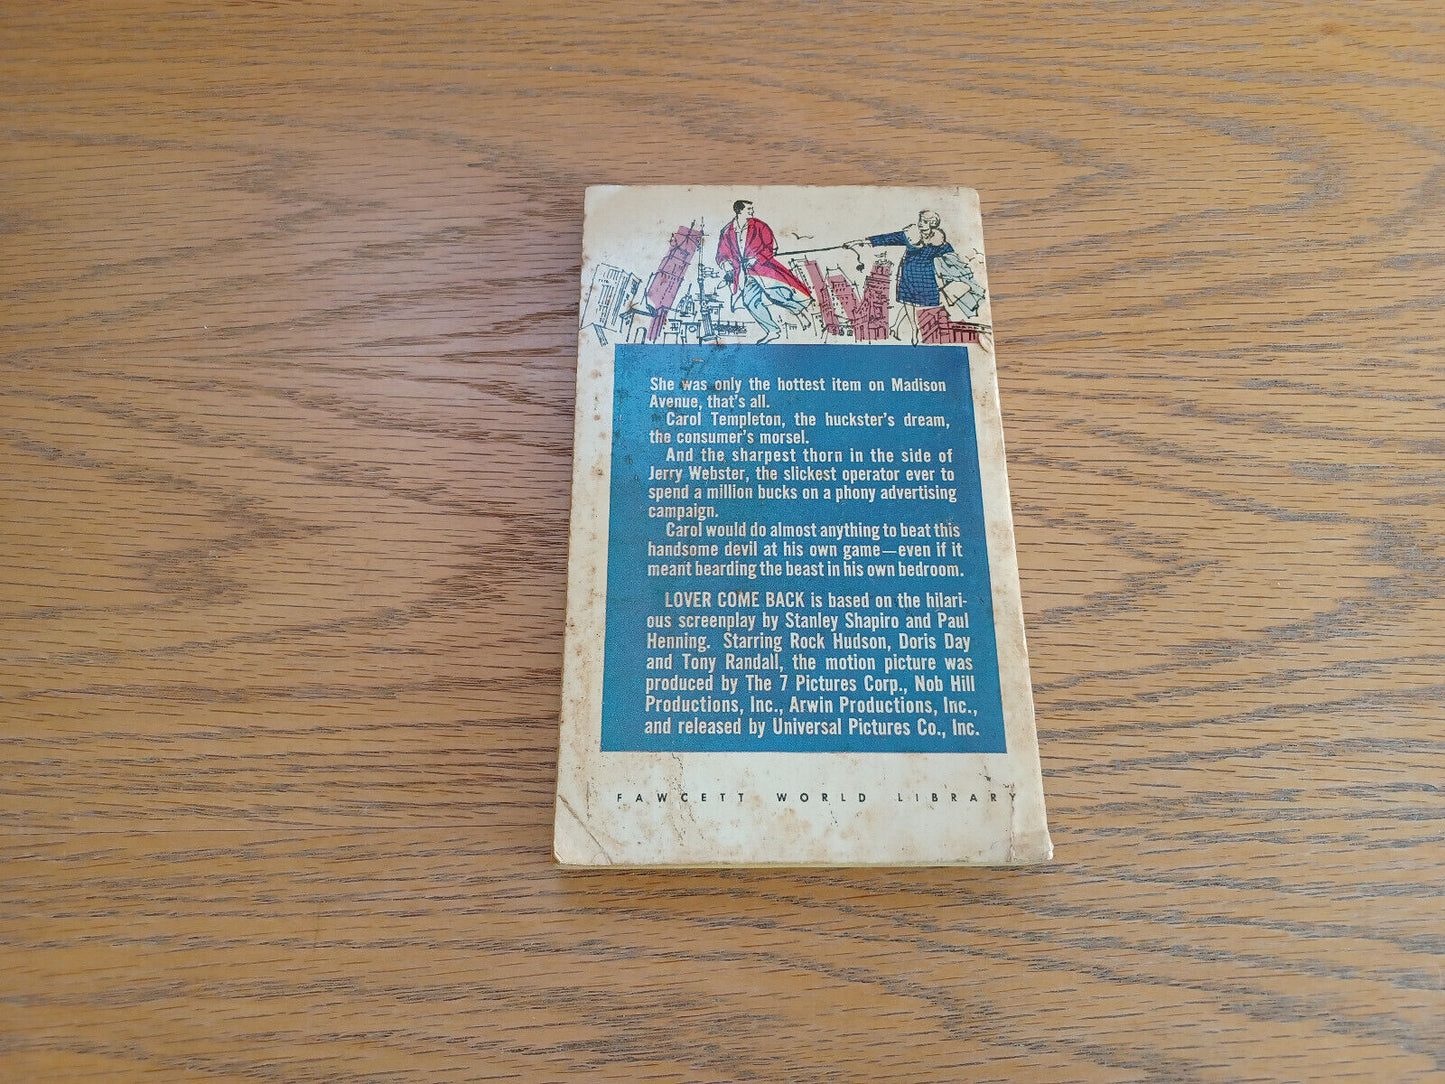 She was only the hottest item on Madison
Avenue, that's all.
Carol Templeton, the huckster's dream,
the consumer's morsel.
And the sharpest thorn in the side of
Jerry Webster, the slickest operator ever to
spend a million bucks on a phony advertising
campaign.
Carol would do almost anything to beat this
handsome devil at his own game—even if it
meant bearding the beast in his own bedroom.
LOVER COME BACK is based on the hilari-
ous screenplay by Stanley Shapiro and Paul
Henning. Starring Rock Hudson, Doris Day
and Tony Randall, the motion picture was
produced by The 7 Pictures Corp., Nob Hill
Productions, Inc., Arwin Productions, Inc.,
and released by Universal Pictures Co., Inc.
FAWCETT WORLD LIBRARY